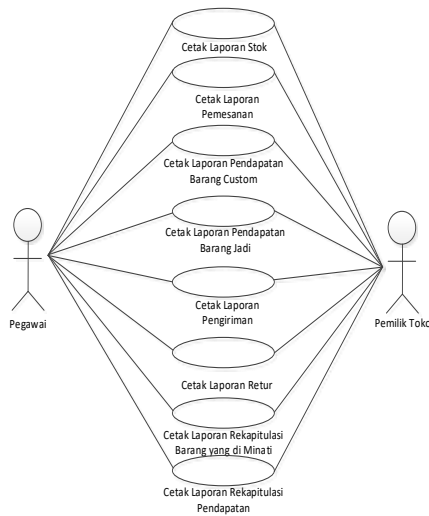 Cetak Laporan Stok
Cetak Laporan
Pemesanan
Cetak Laporan Pendapatan
Barang Custom
Cetak Laporan Pendapatan
Barang Jadi
Cetak Laporan
Pengiriman
Pegawai
Pemilik Toko
Cetak Laporan Retur
Cetak Laporan Rekapitulasi
Barang yang di Minati
Cetak Laporan Rekapitulasi
Pendapatan